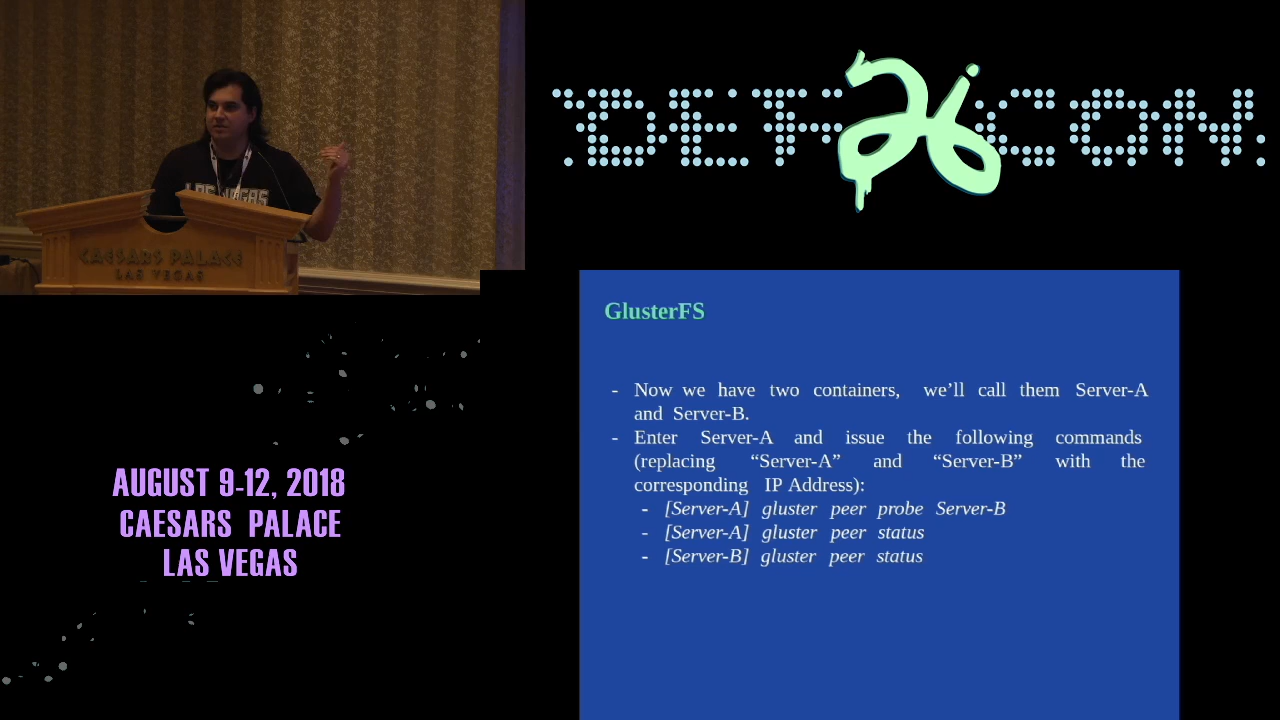 DEF 26 CON
LAS VEGAS
CAESARS PALACE
LAS VEGAS
GlusterFS
- Now we have two containers, we’ll call them Server-A
and Server-B.
- Enter Server-A and issue the following commands
(replacing “Server-A” and “Server-B” with the
corresponding IP Address):
- [Server-A] gluster peer probe Server-B
- [Server-A] gluster peer status
- [Server-B] gluster peer status
AUGUST 9-12, 2018
CAESARS PALACE
LAS VEGAS